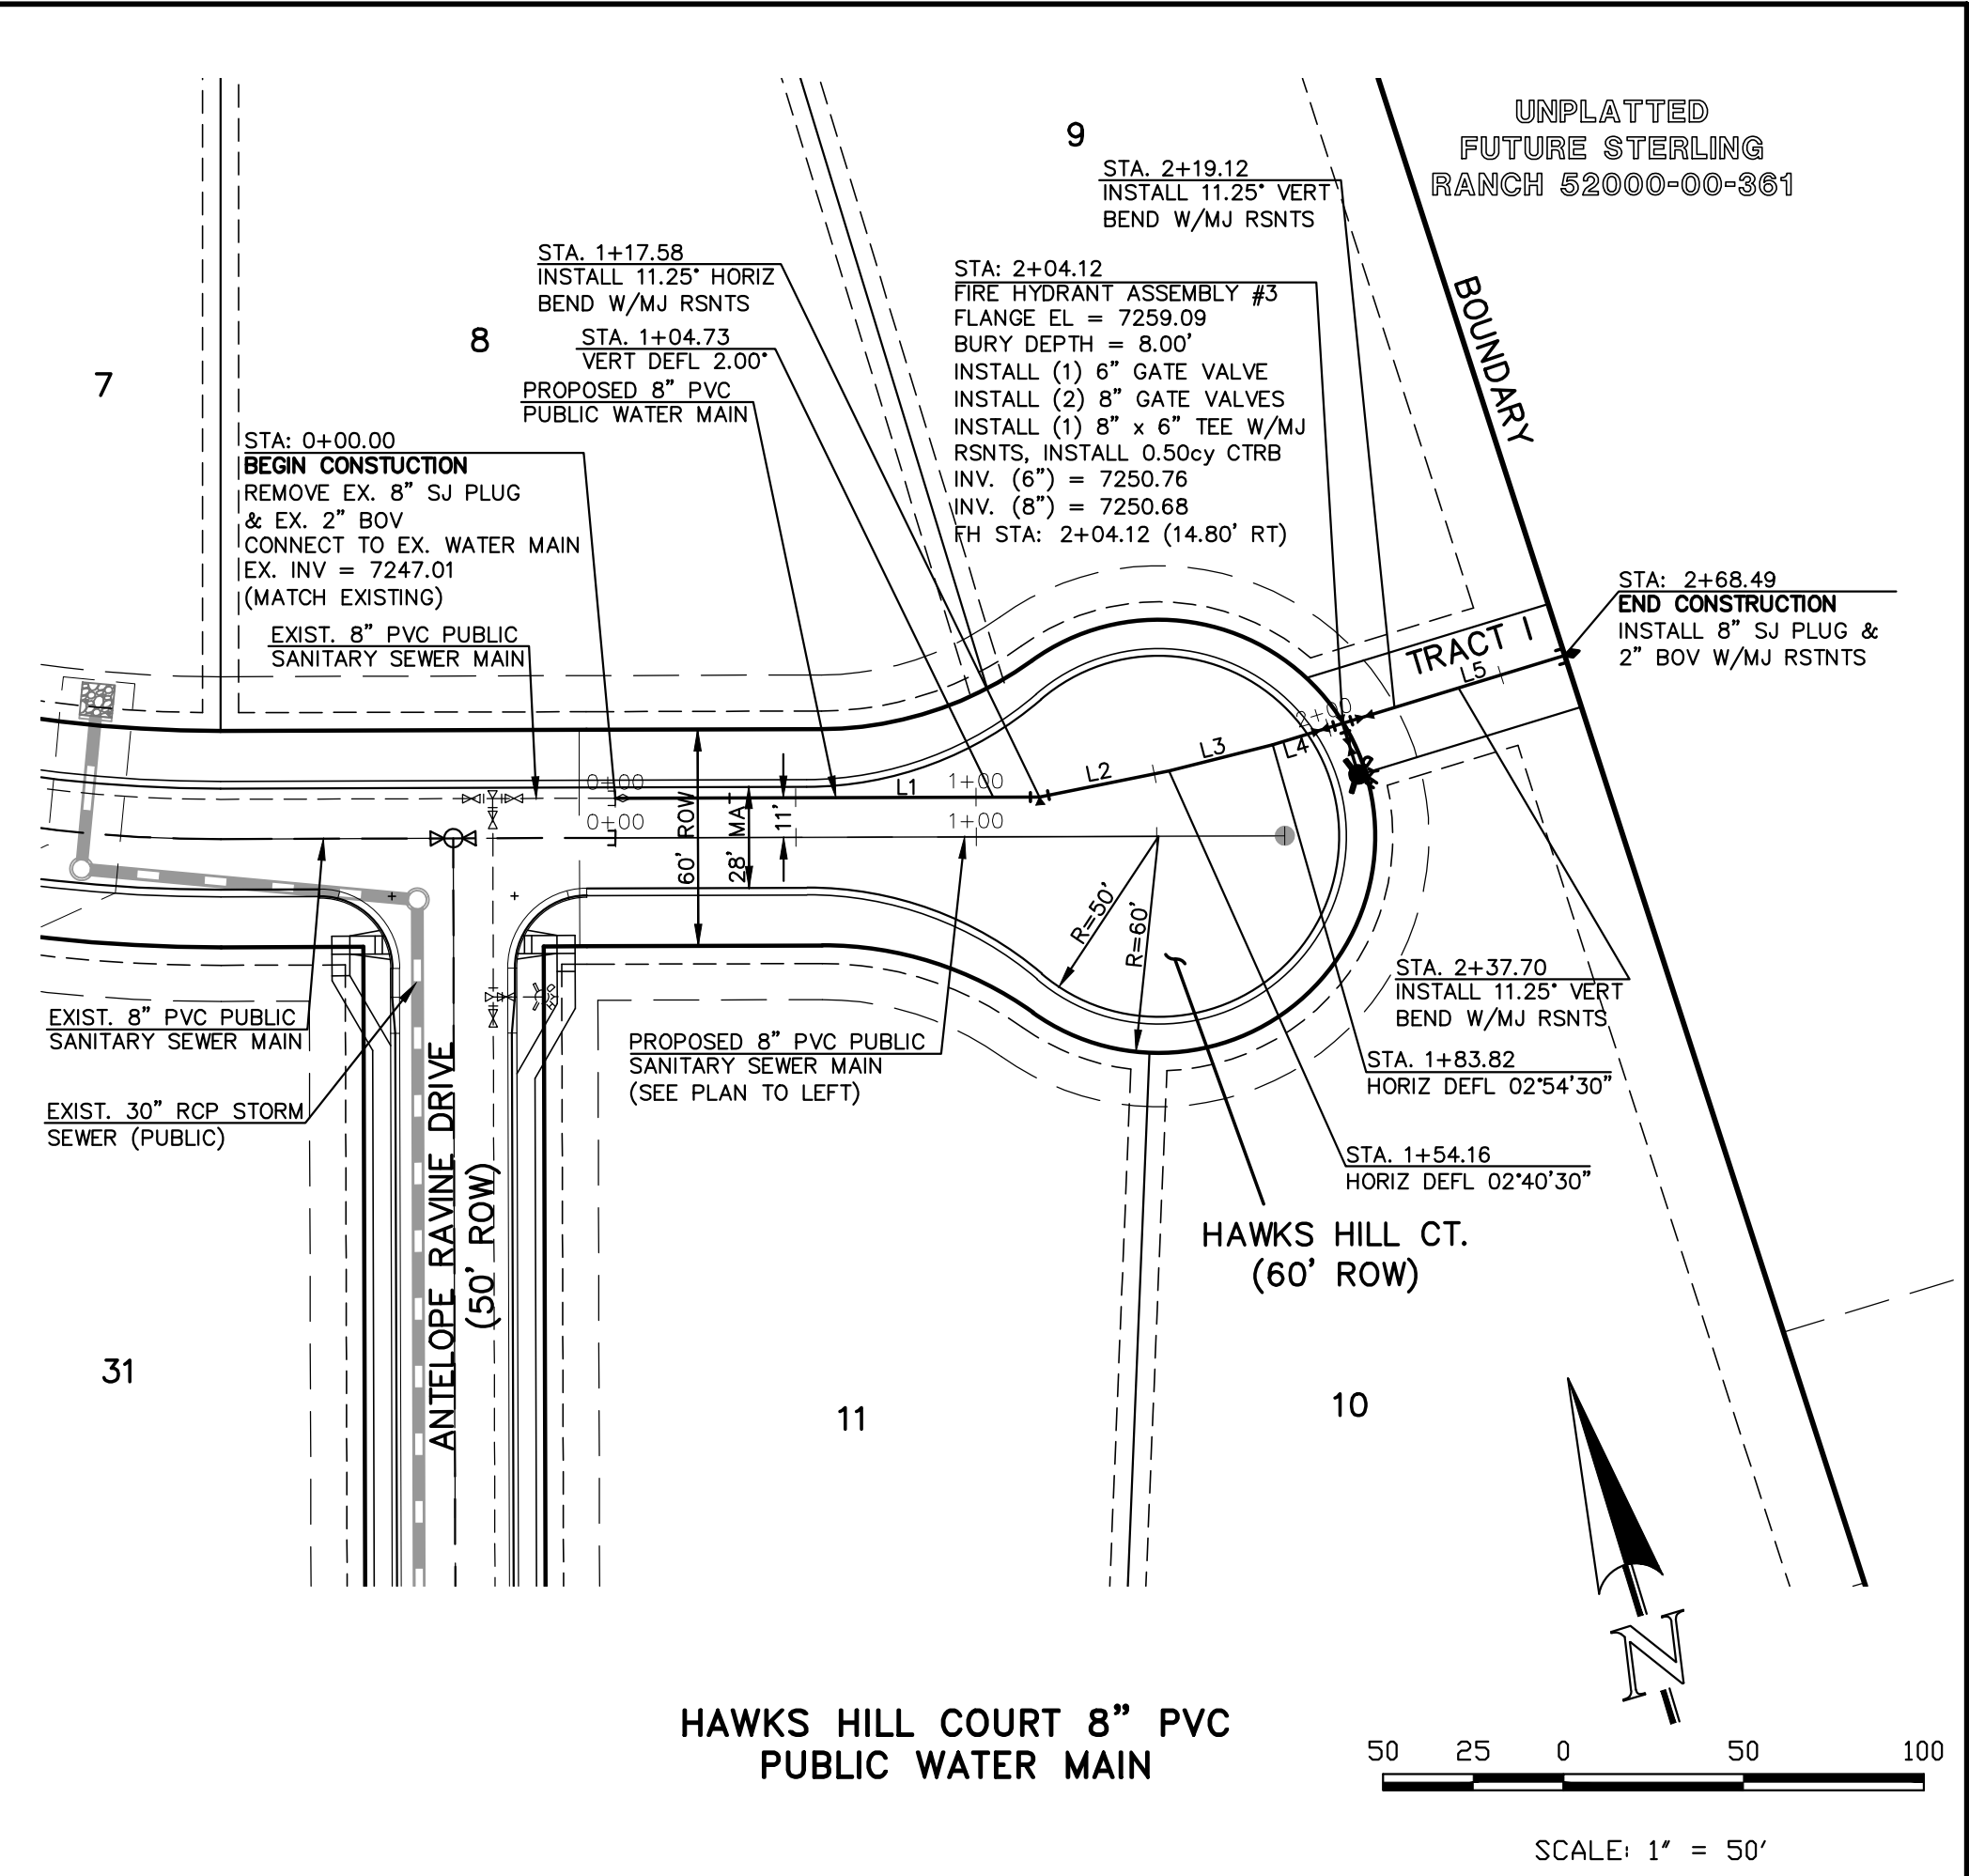 UNPLATTED
FUTURE STERLING
RANCH 52000-00-361
9
STA. 2+19.12
INSTALL 11.25° VERT
BEND W/MJ RSNTS
STA. 1+17.58
INSTALL 11.25° HORIZ
BEND W/MJ RSNTS
STA: 2+04.12
FIRE HYDRANT ASSEMBLY #3
FLANGE EL = 7259.09
BURY DEPTH = 8.00'
INSTALL (1) 6" GATE VALVE
INSTALL (2) 8" GATE VALVES
INSTALL (1) 8" x 6" TEE W/MJ
RSNTS, INSTALL 0.50cy CTRB
INV. (6") = 7250.76
INV. (8") = 7250.68
FH STA: 2+04.12 (14.80' RT)
BOUNDARY
8
STA. 1+04.73
VERT DEFL 2.00°
7
PROPOSED 8" PVC
PUBLIC WATER MAIN
STA: 0+00.00
BEGIN CONSTUCTION
REMOVE EX. 8" SJ PLUG
& EX. 2" BOV
CONNECT TO EX. WATER MAIN
EX. INV = 7247.01
(MATCH EXISTING)
STA: 2+68.49
END CONSTRUCTION
INSTALL 8" SJ PLUG &
2" BOV W/MJ RSTNTS
EXIST. 8" PVC PUBLIC
SANITARY SEWER MAIN
TRACT I
L5
2+00
L4
L3
L2
L1
0+00
1+00
0+00
1+00
60' ROW
28' MA
11'
R=50'
R=60'
STA. 2+37.70
INSTALL 11.25° VERT
BEND W/MJ RSNTS
EXIST. 8" PVC PUBLIC
SANITARY SEWER MAIN
PROPOSED 8" PVC PUBLIC
SANITARY SEWER MAIN
(SEE PLAN TO LEFT)
STA. 1+83.82
HORIZ DEFL 02°54'30"
EXIST. 30" RCP STORM
SEWER (PUBLIC)
ANTELOPE RAVINE DRIVE
(50' ROW)
STA. 1+54.16
HORIZ DEFL 02°40'30"
HAWKS HILL CT.
(60' ROW)
31
11
10
N
HAWKS HILL COURT 8" PVC
PUBLIC WATER MAIN
50 25 0 50 100
SCALE: 1" = 50'